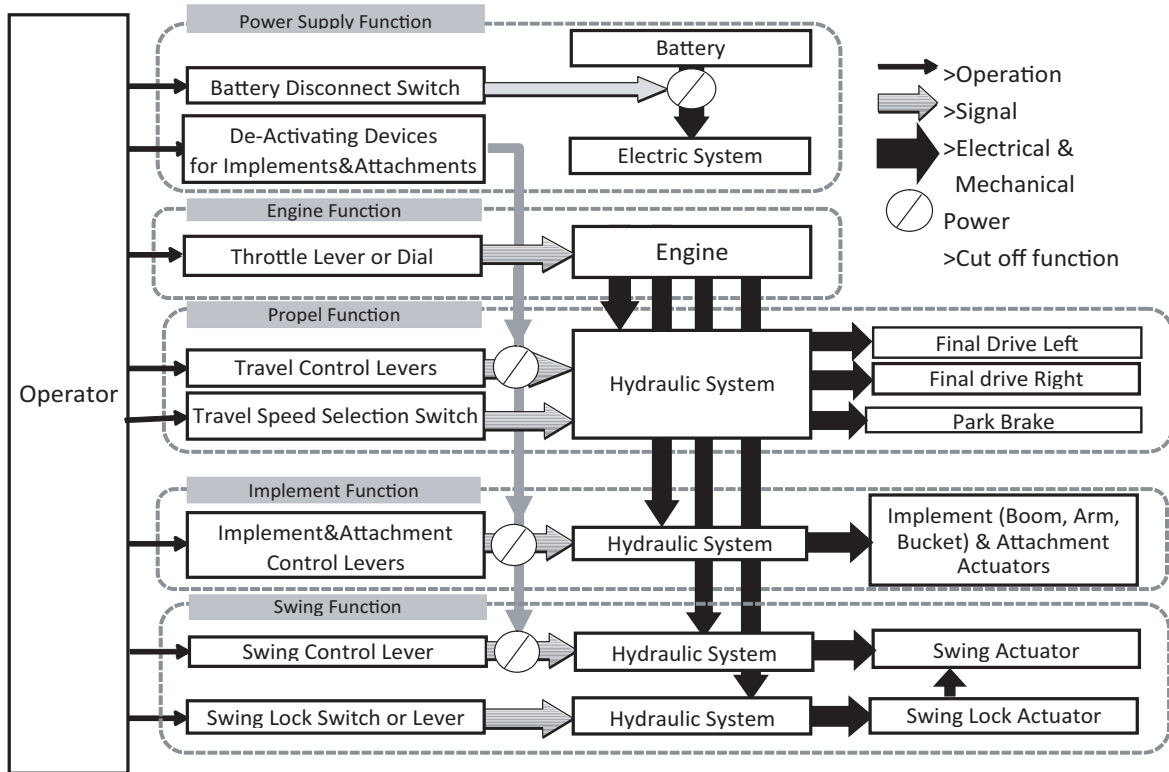 Operator
Power Supply Function
Battery
Battery Disconnect Switch
De-Activating Devices
for Implements&Attachments
Electric System
Engine Function
Throttle Lever or Dial
Engine
Propel Function
Travel Control Levers
Travel Speed Selection Switch
Hydraulic System
Final Drive Left
Final drive Right
Park Brake
Implement Function
Implement&Attachment
Control Levers
Hydraulic System
Implement (Boom, Arm,
Bucket) & Attachment
Actuators
Swing Function
Swing Control Lever
Hydraulic System
Swing Actuator
Swing Lock Switch or Lever
Hydraulic System
Swing Lock Actuator
>Operation
>Signal
>Electrical &
Mechanical
Power
>Cut off function